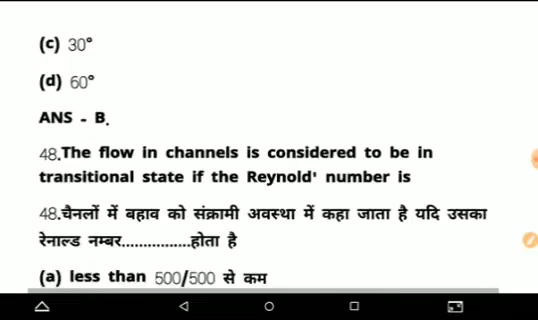 (c) 30°
(d) 60°
ANS - B.
48.The flow in channels is considered to be in
transitional state if the Reynold' number is
48.चैनलों में बहाव को संक्रामी अवस्था में कहा जाता है यदि उसका
रेनाल्ड नम्बर.................होता है
(a) less than 500/500 से कम